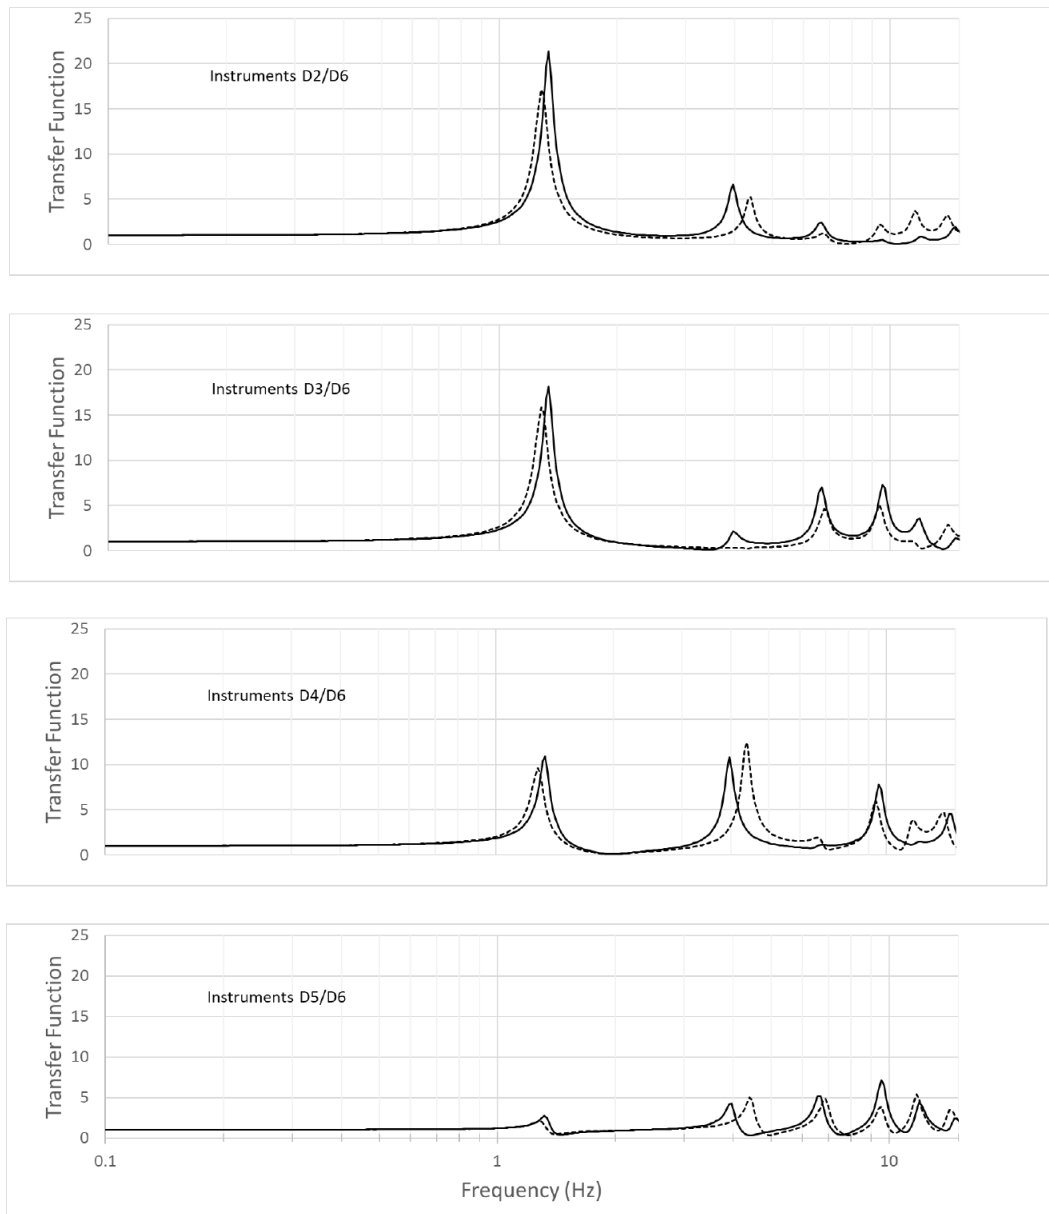 25
20
15
10
5
0
Transfer Function
Instruments D2/D6
25
20
15
10
5
0
Transfer Function
Instruments D3/D6
25
20
15
10
5
0
Transfer Function
Instruments D4/D6
25
20
15
10
5
0
Transfer Function
Instruments D5/D6
0.1 1 10
Frequency (Hz)